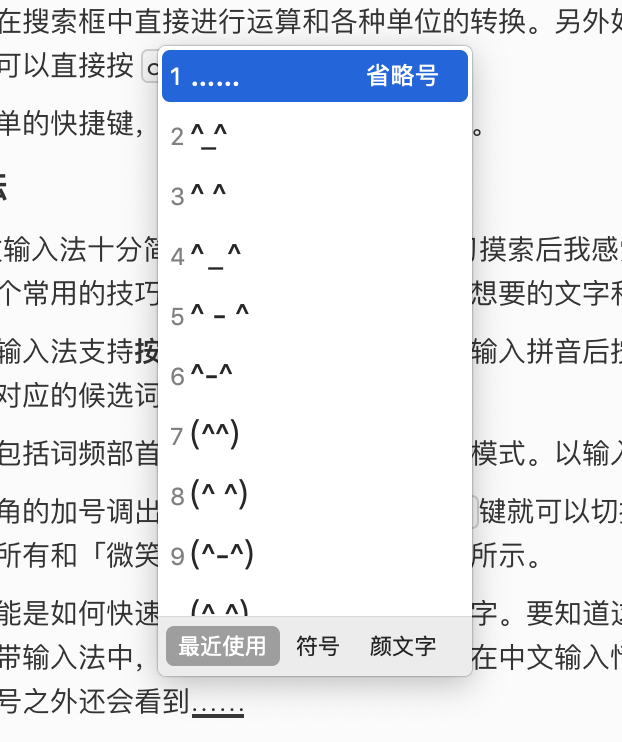 在搜索框中直接进行运算和各种单位的转换。另外如
可以直接按
单的快捷键，
。
输入法十分简
摸索后我感觉
个常用的技巧
想要的文字和
输入法支持按
输入拼音后按
对应的候选词
包括词频部首
模式。以输入
角的加号调出
键就可以切换
所有和「微笑
所示。
能是如何快速
字。要知道这
带输入法中，
在中文输入情
号之外还会看到……
1 …… 省略号
2 ^_^
3 ^ ^
4 ^ _ ^
5 ^ - ^
6 ^-^
7 (^^)
8 (^ ^)
9 (^-^)
(^ ^)
最近使用 符号 颜文字